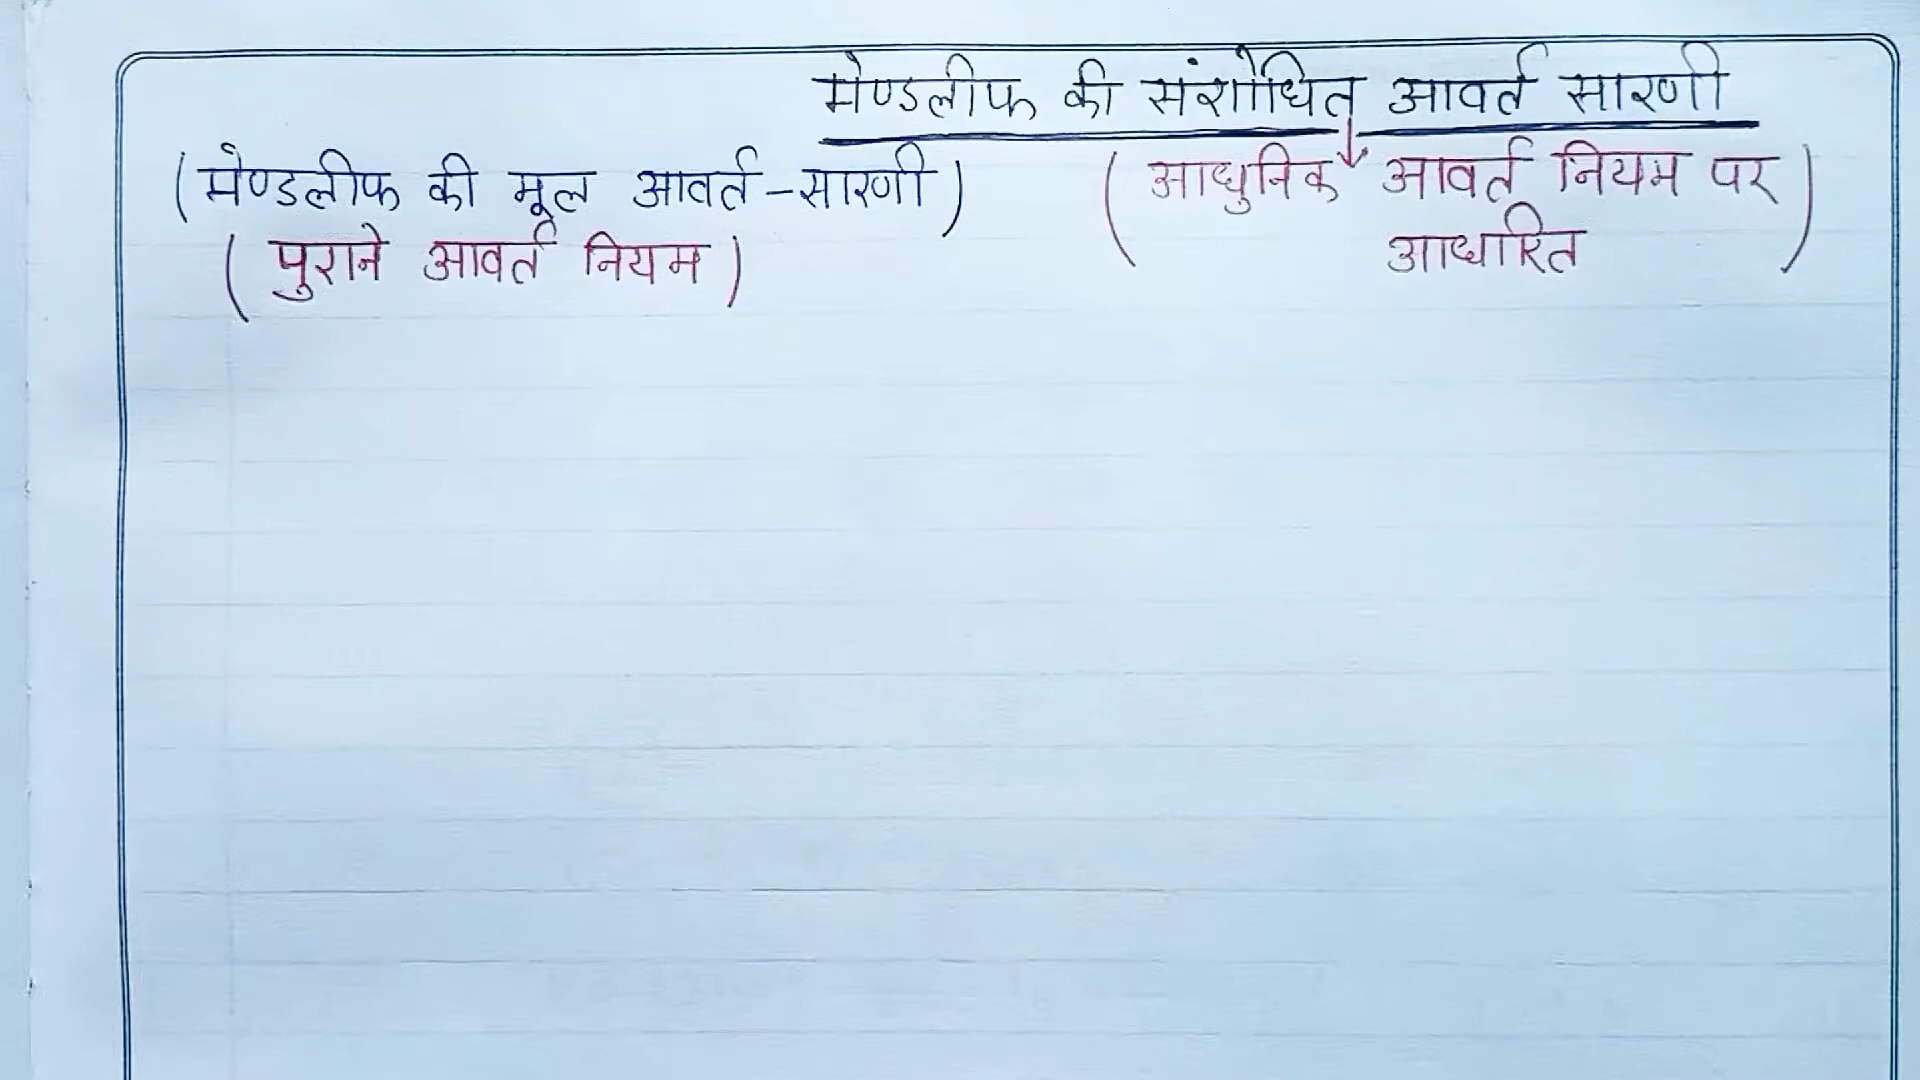 मेण्डलीफ की संशोधित आवर्त सारणी
(मेण्डलीफ की मूल आवर्त-सारणी)
(आधुनिक आवर्त नियम पर
आधारित)
(पुराने आवर्त नियम)